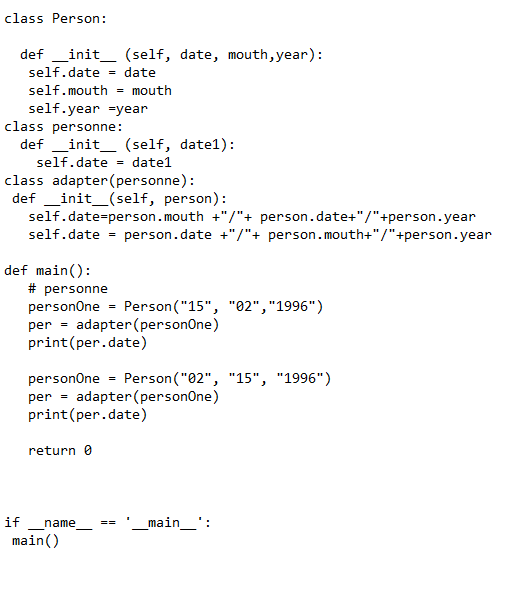 class Person:
  def __init__ (self, date, mouth,year):
   self.date = date
   self.mouth = mouth
   self.year =year
class personne:
  def __init__ (self, date1):
    self.date = date1
class adapter(personne):
 def __init__(self, person):
   self.date=person.mouth +"/"+ person.date+"/"+person.year
   self.date = person.date +"/"+ person.mouth+"/"+person.year
def main():
   # personne
   personOne = Person("15", "02","1996")
   per = adapter(personOne)
   print(per.date)
   personOne = Person("02", "15", "1996")
   per = adapter(personOne)
   print(per.date)
   return 0
if __name__ == '__main__':
 main()